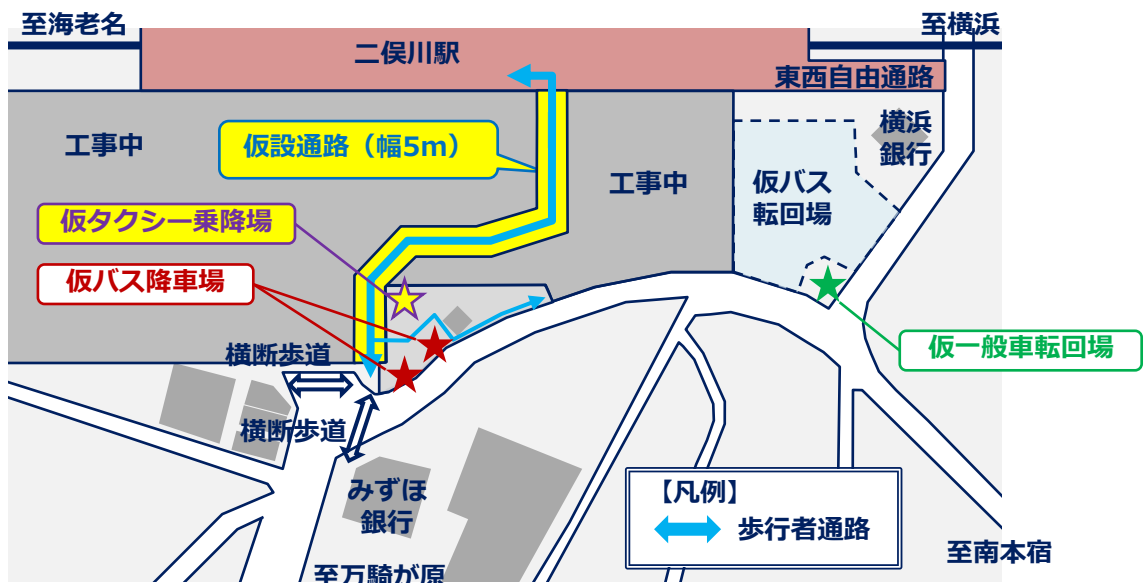 至海老名
至横浜
二俣川駅
東西自由通路
工事中
仮設通路（幅5m）
工事中
仮バス
転回場
横浜
銀行
仮タクシー乗降場
仮バス降車場
横断歩道
仮一般車転回場
横断歩道
みずほ
銀行
【凡例】
歩行者通路
至南本宿
至万騎が原